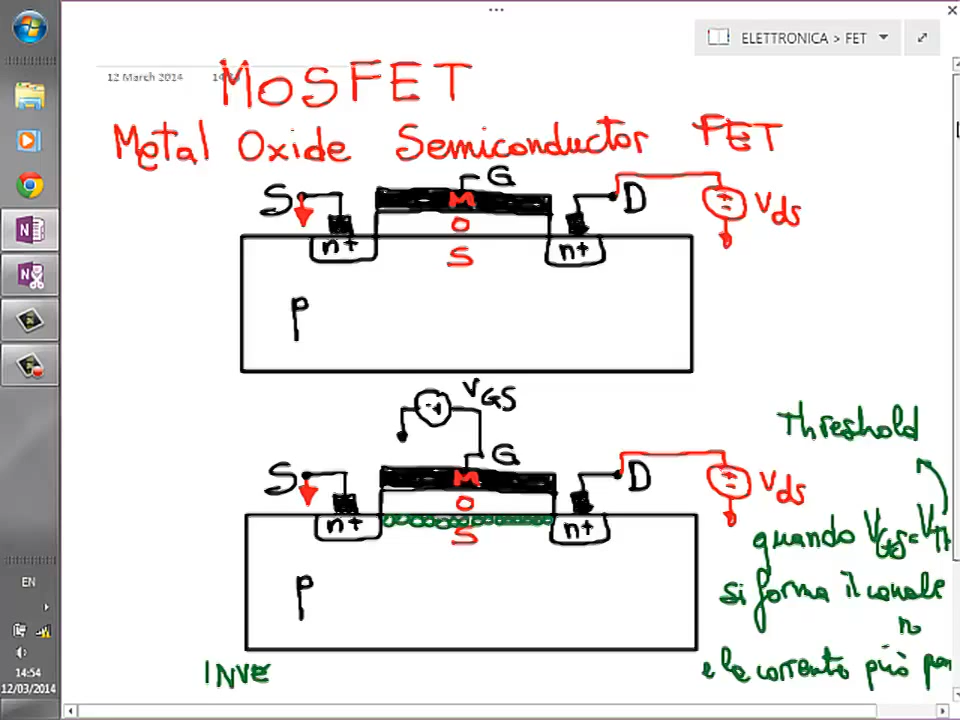 ELETTRONICA > FET
12 March 2014
MOSFET
Metal Oxide Semiconductor FET
S G D Vds
M
O
n+ S n+
P
VGS
Threshold
S G D Vds
M
O
n+ S n+
quando VGS=VTh
P
si forma il canale
n
INVE
e la corrente può
EN
14:54
12/03/2014